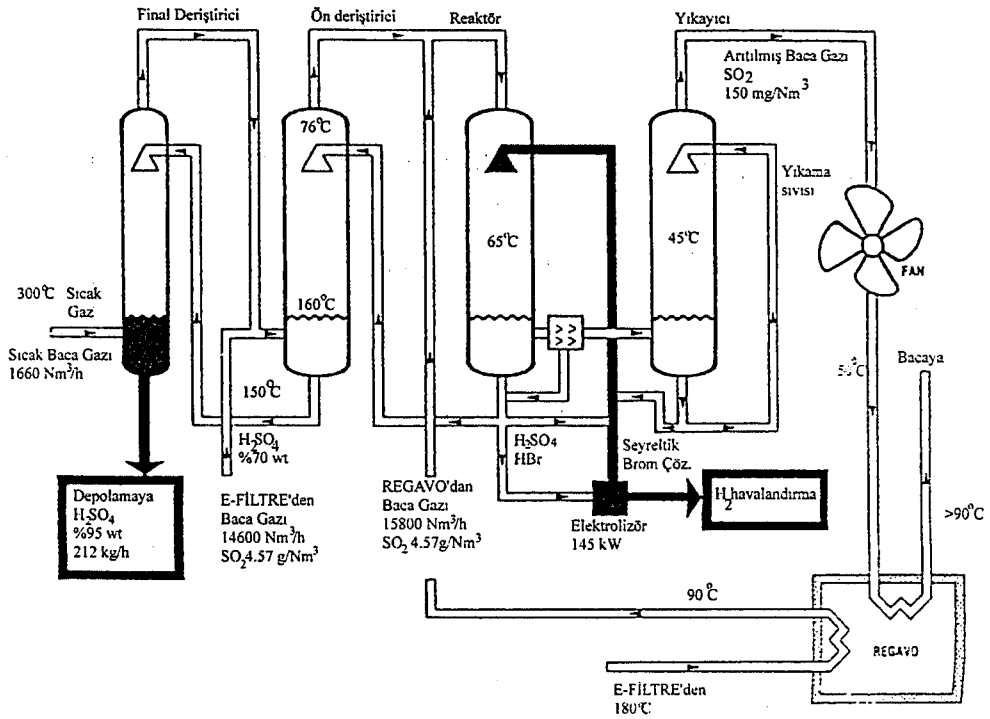 Final Deriştirici
Ön deriştirici
Reaktör
Yıkayıcı
Arıtılmış Baca Gazı
SO2
150 mg/Nm³
76°C
Yıkama
sıvısı
65°C
45°C
FAN
300°C Sıcak
Gaz
160°C
Sıcak Baca Gazı
1660 Nm³/h
150°C
50°C
Bacaya
H2SO4
%70 wt
H2SO4
HBr
Seyreltik
Brom Çöz.
Depolamaya
H2SO4
%95 wt
212 kg/h
E-FİLTRE'den
Baca Gazı
14600 Nm³/h
SO2 4.57 g/Nm³
REGAVO'dan
Baca Gazı
15800 Nm³/h
SO2 4.57g/Nm³
Elektrolizör
145 kW
H2 havalandırma
>90°C
90°C
REGAVO
E-FİLTRE'den
180°C